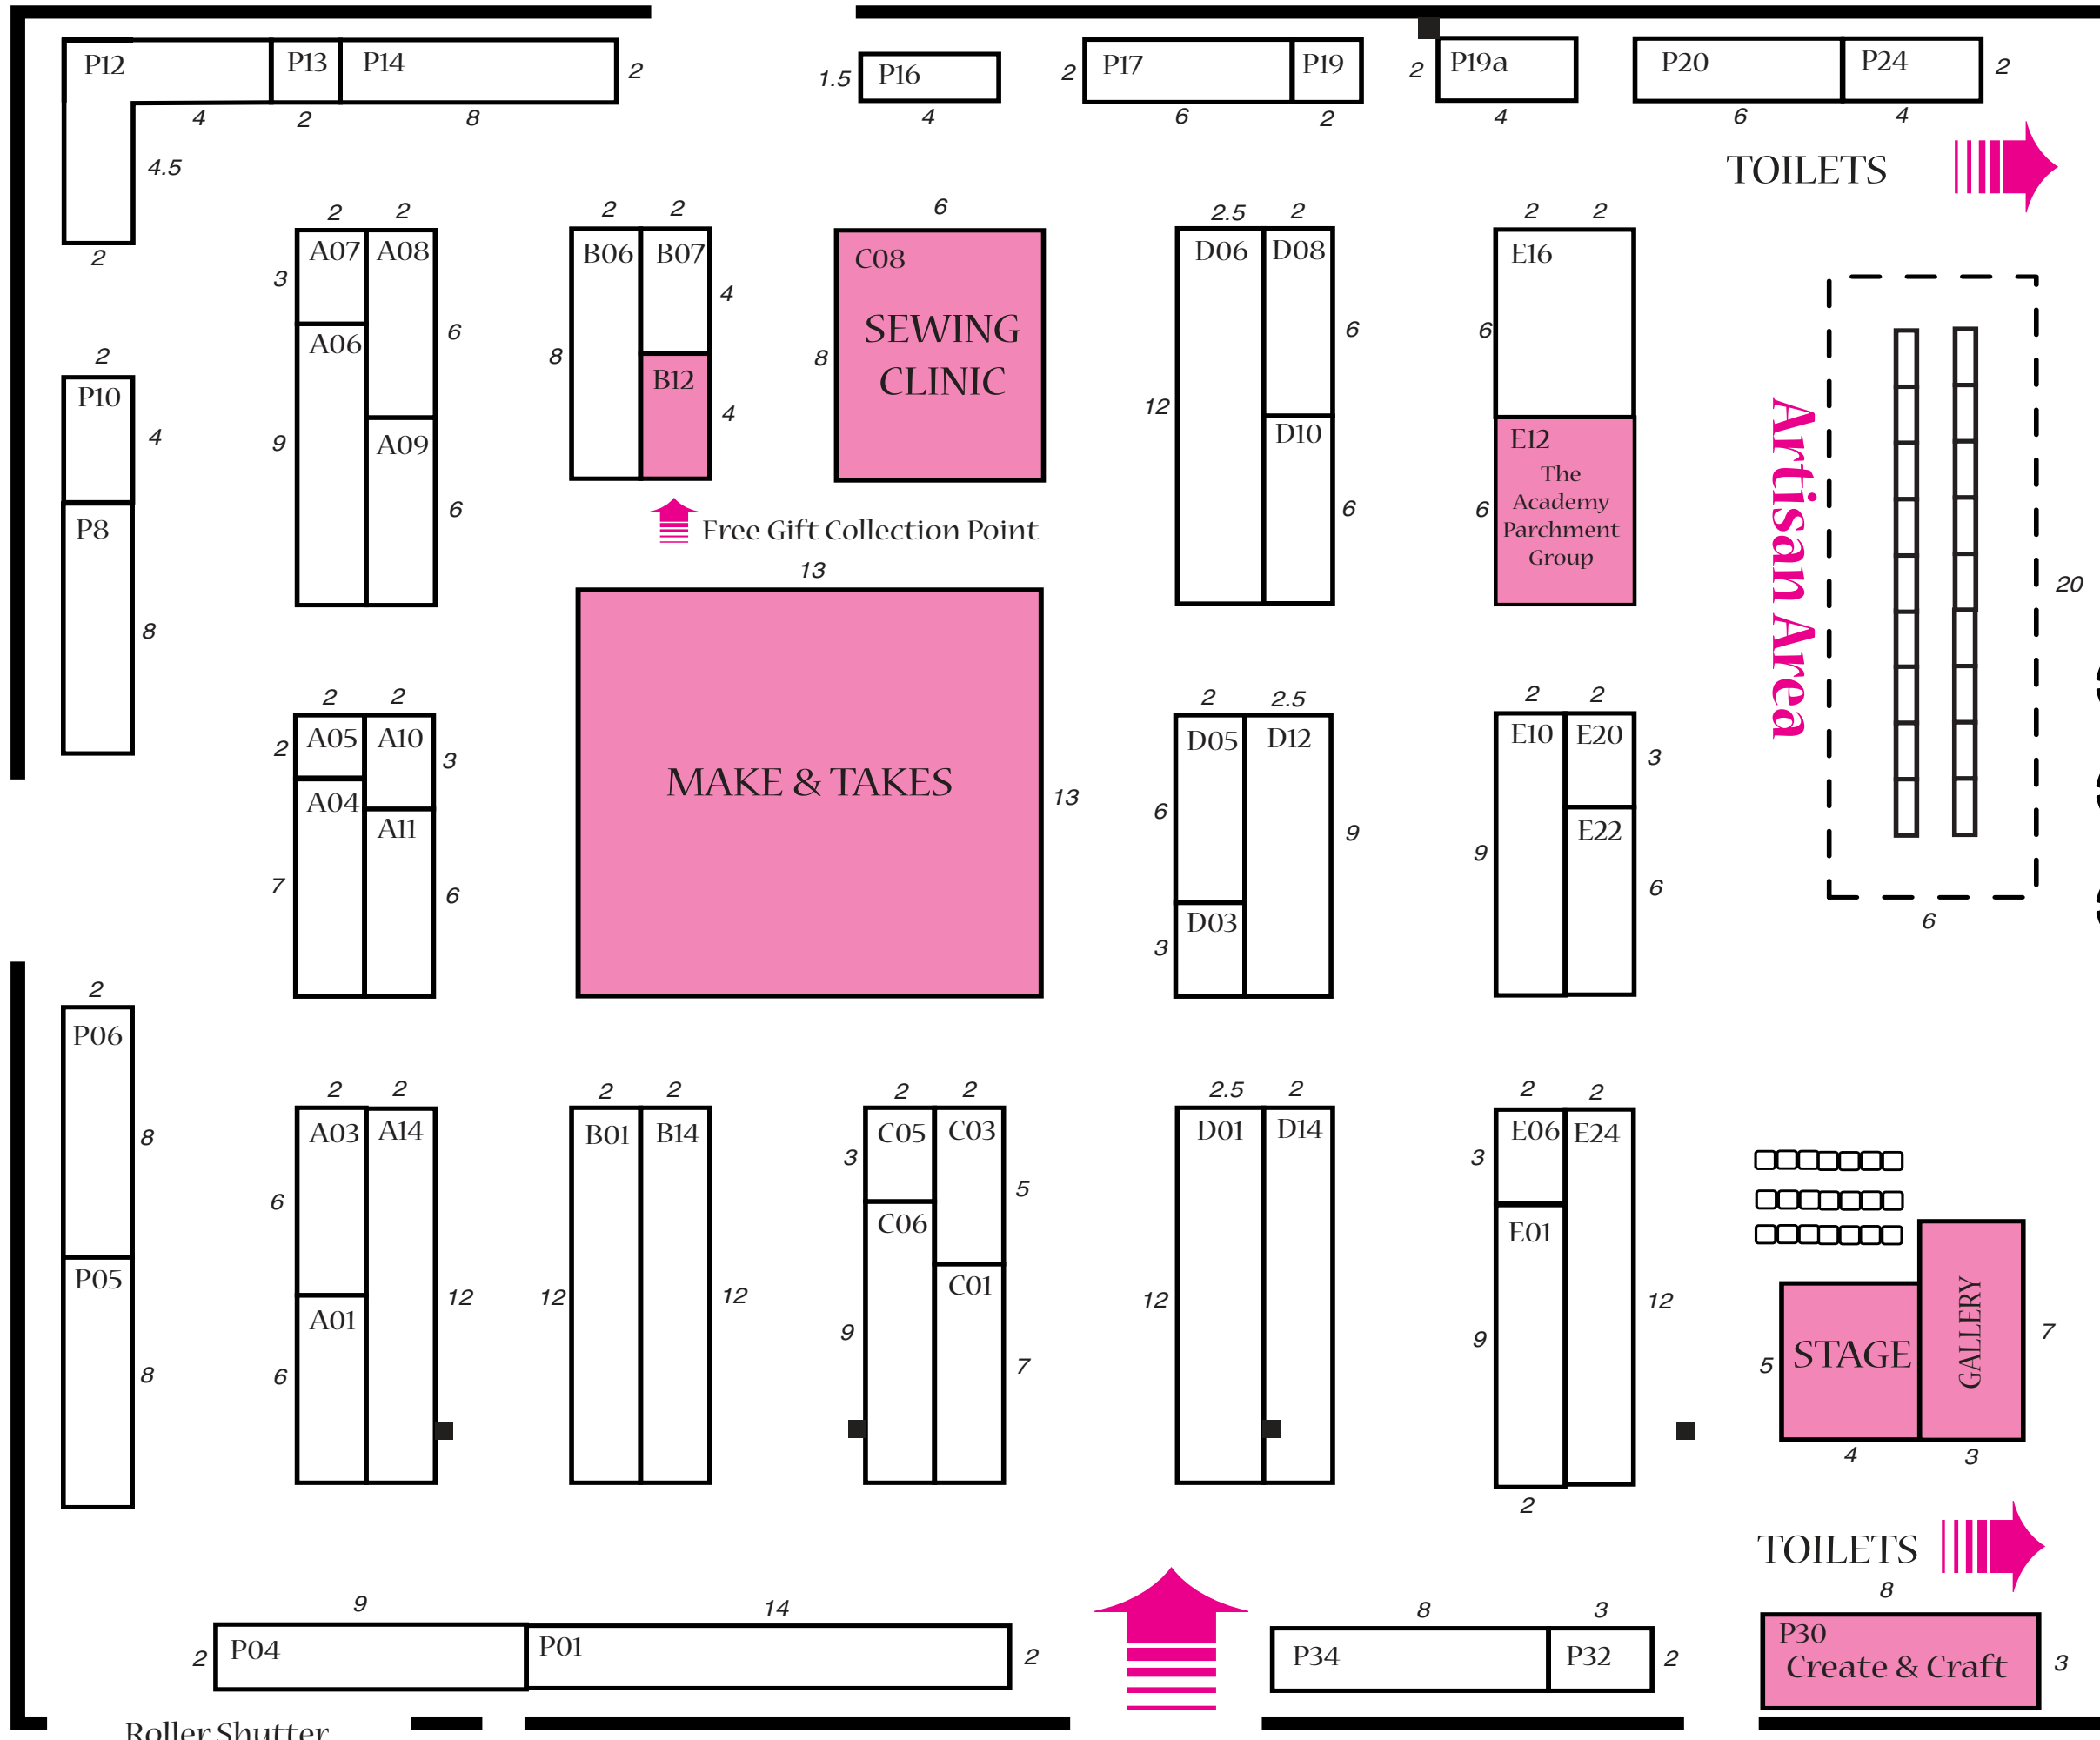 P12
P13
P14
2
4
2
8
4.5
2
1.5
P16
4
2
P17
P19
6
2
2
P19a
4
P20
P24
2
6
4
TOILETS
2
2
A07
A08
3
6
A06
A09
9
6
2
2
B06
B07
4
8
B12
4
Free Gift Collection Point
6
C08
SEWING
CLINIC
8
2.5
2
D06
D08
6
12
D10
6
2
2
E16
6
E12
The
Academy
Parchment
Group
6
Artisan Area
20
6
2
P10
4
P8
8
2
2
A05
A10
2
3
A04
A11
7
6
13
MAKE & TAKES
13
2
2.5
D05
D12
6
9
D03
3
2
2
E10
E20
3
E22
9
6
2
P06
8
P05
8
2
2
A03
A14
6
A01
12
6
2
2
B01
B14
12
12
2
2
C05
C03
3
5
C06
C01
9
7
2.5
2
D01
D14
12
2
2
E06
E24
3
E01
12
9
2
STAGE
GALLERY
5
7
4
3
TOILETS
9
14
2
P04
P01
2
8
3
P34
P32
2
8
P30
Create & Craft
3
Roller Shutter